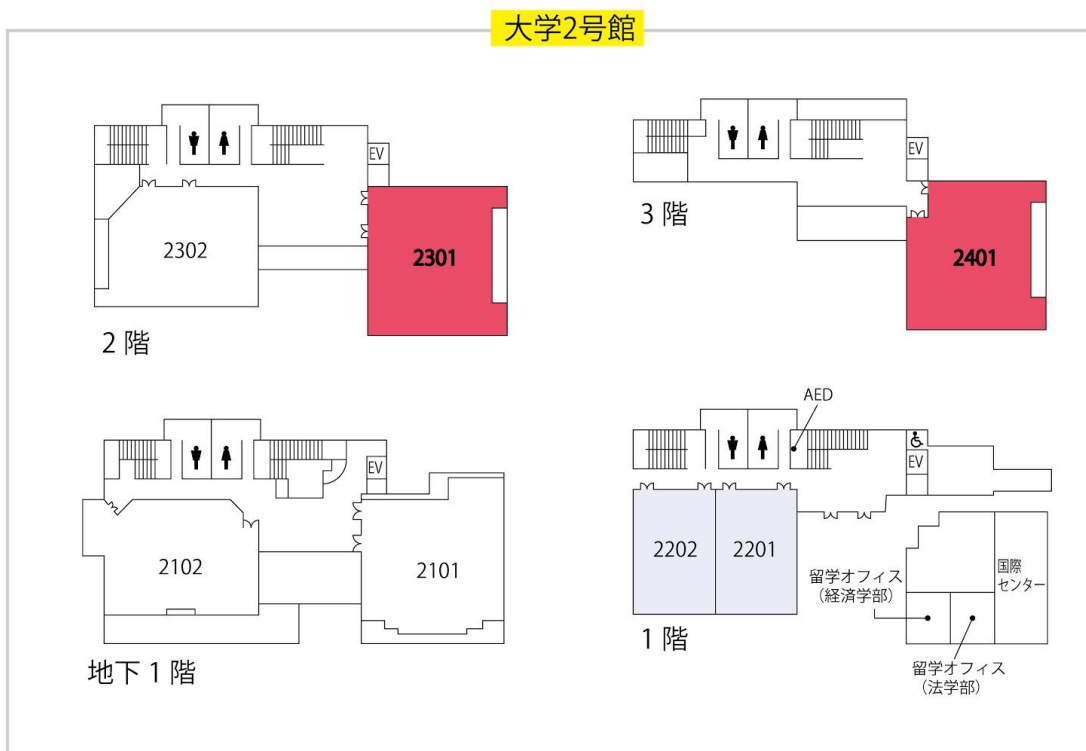 大学2号館
EV
2302
2301
2 階
EV
2401
3 階
EV
2102
2101
地下 1 階
AED
EV
2202
2201
国際
センター
留学オフィス
（経済学部）
1 階
留学オフィス
（法学部）